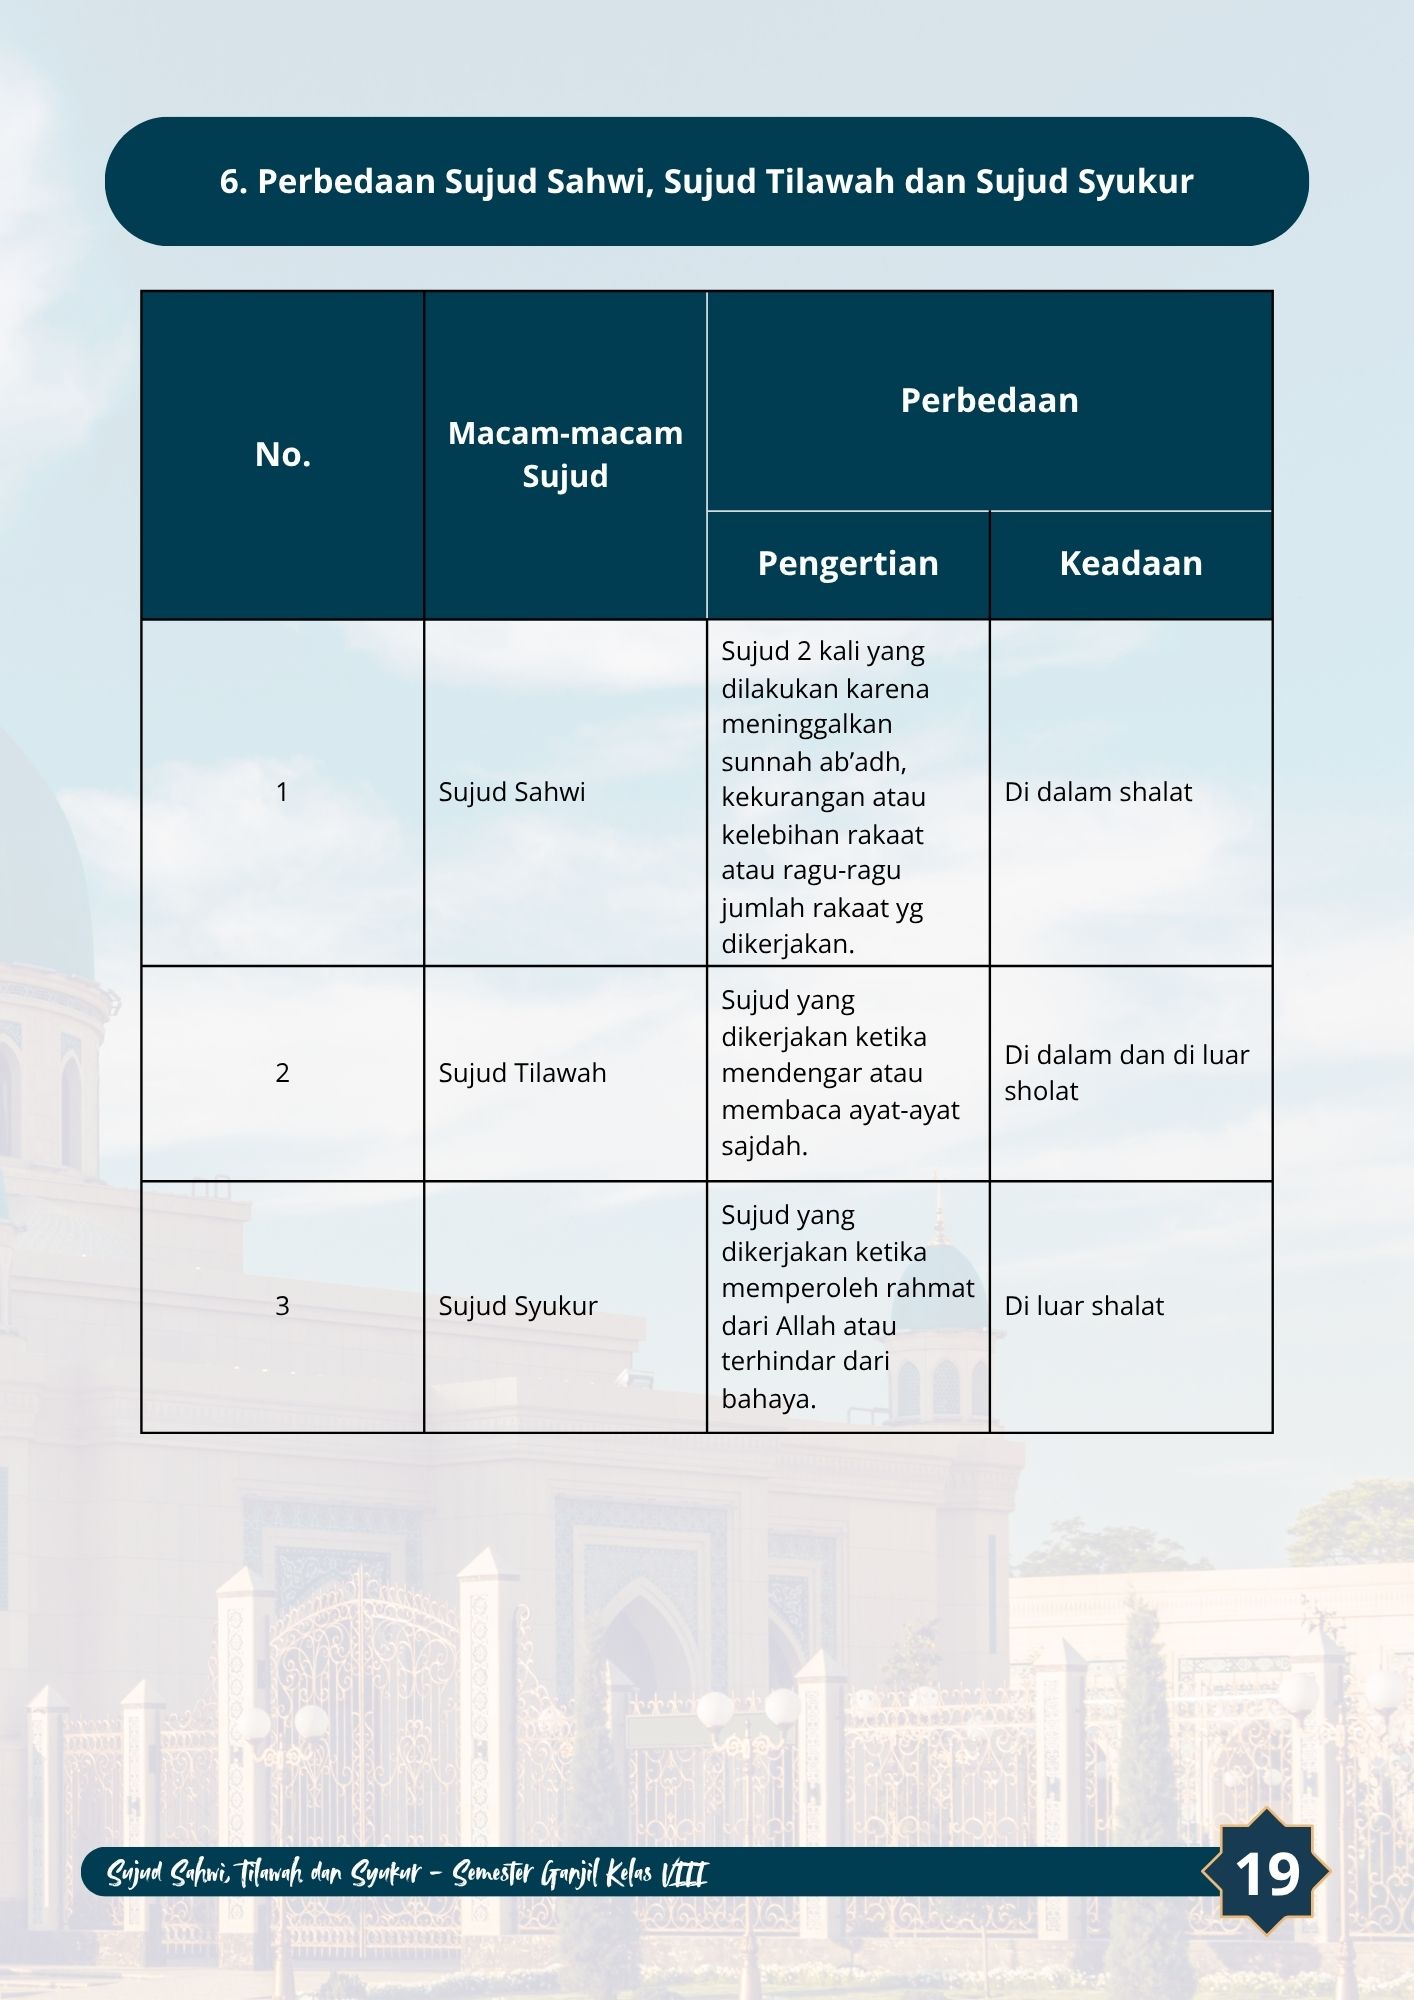 6. Perbedaan Sujud Sahwi, Sujud Tilawah dan Sujud Syukur
No.
Macam-macam
Sujud
Perbedaan
Pengertian
Keadaan
1
Sujud Sahwi
Sujud 2 kali yang
dilakukan karena
meninggalkan
sunnah ab’adh,
kekurangan atau
kelebihan rakaat
atau ragu-ragu
jumlah rakaat yg
dikerjakan.
Di dalam shalat
2
Sujud Tilawah
Sujud yang
dikerjakan ketika
mendengar atau
membaca ayat-ayat
sajdah.
Di dalam dan di luar
sholat
3
Sujud Syukur
Sujud yang
dikerjakan ketika
memperoleh rahmat
dari Allah atau
terhindar dari
bahaya.
Di luar shalat
Sujud Sahwi, Tilawah dan Syukur - Semester Ganjil Kelas VIII
19